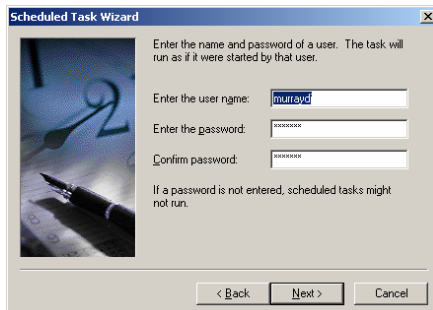 Scheduled Task Wizard
Enter the name and password of a user. The task will
run as if it were started by that user.
Enter the user name: murraydf
Enter the password: *******
Confirm password: *******
If a password is not entered, scheduled tasks might
not run.
< Back Next > Cancel